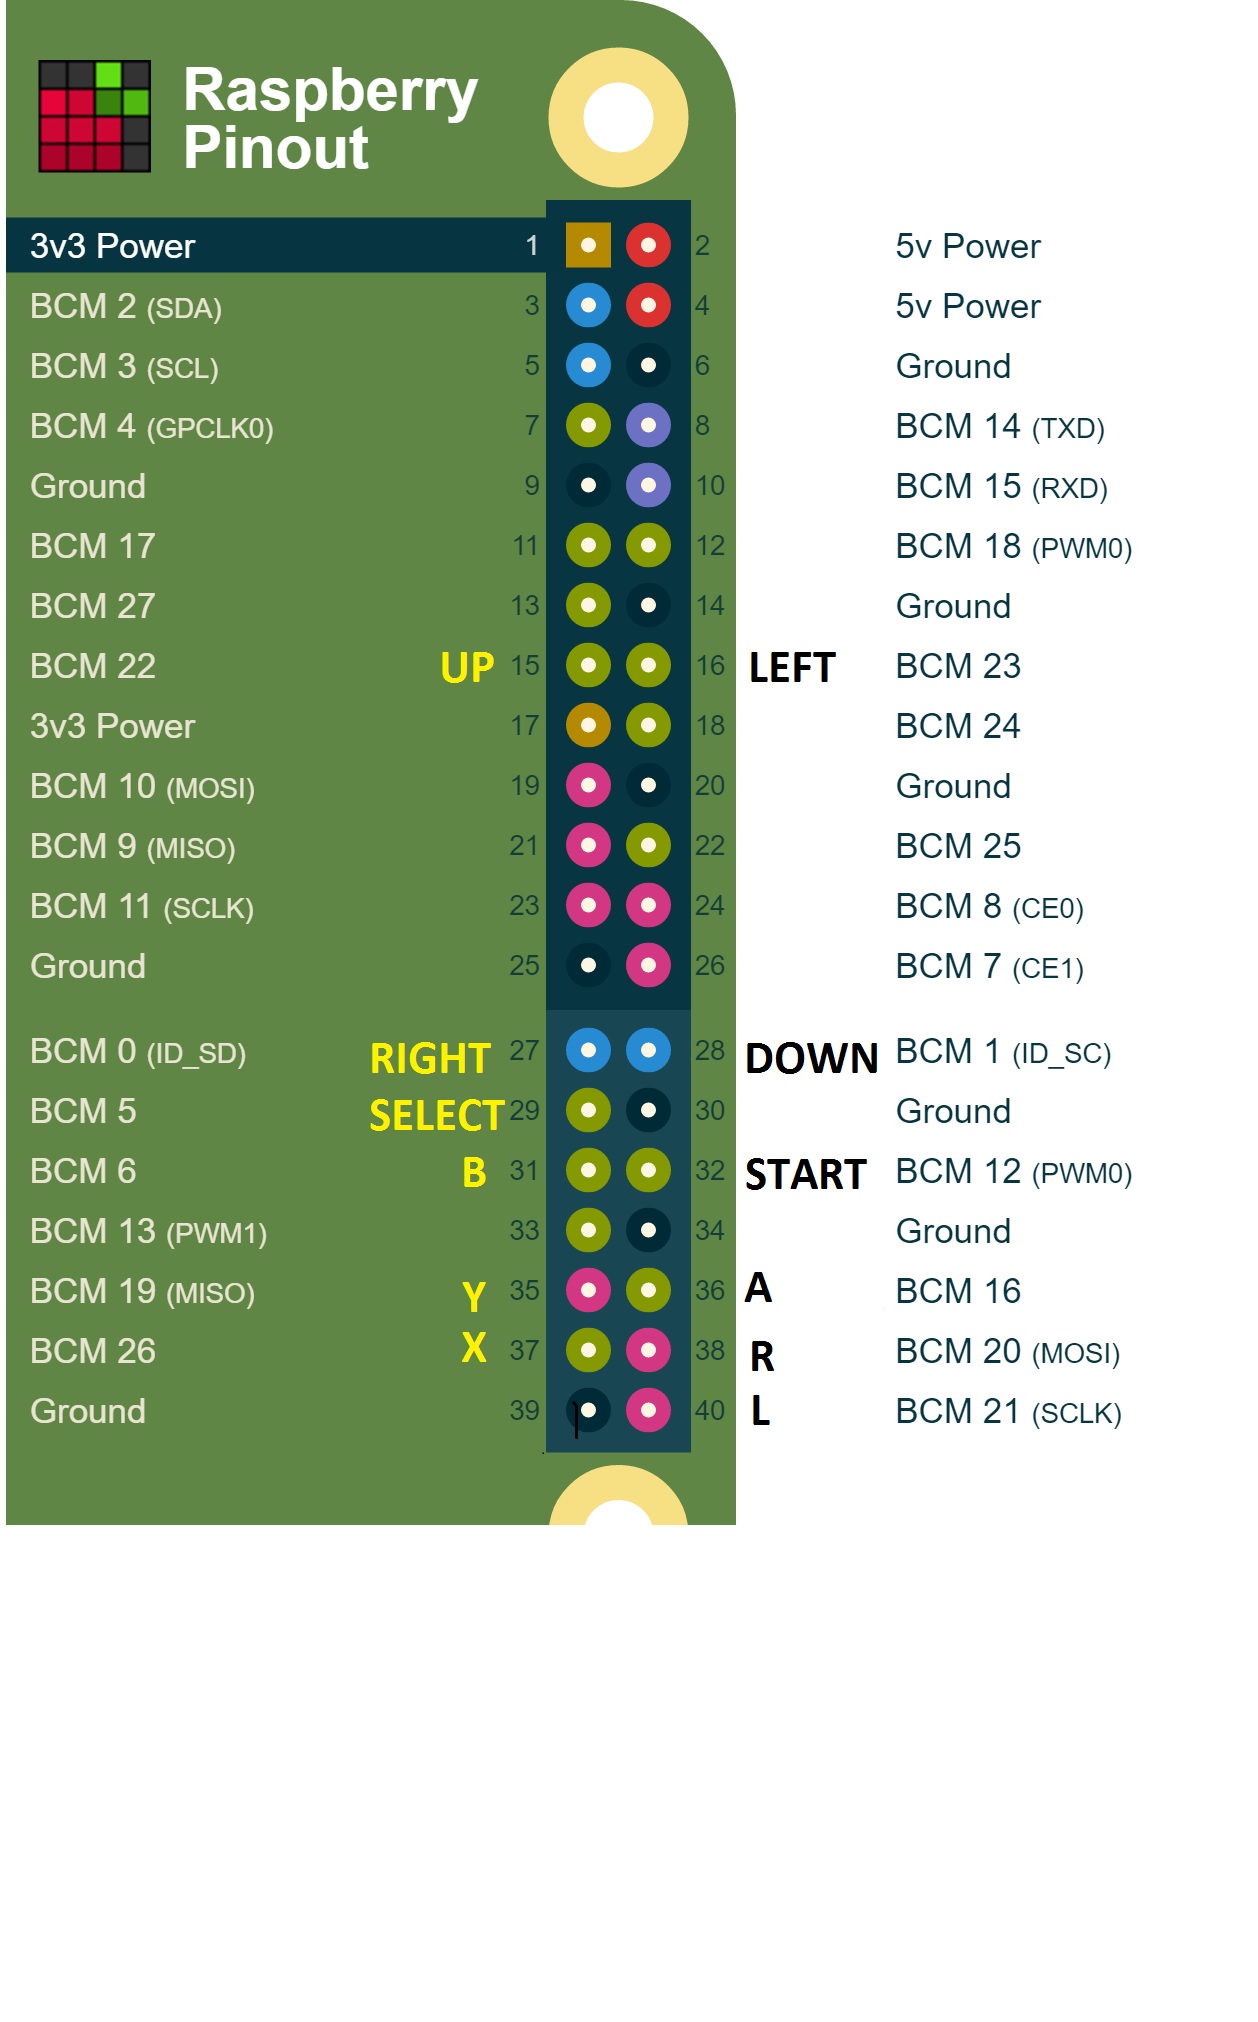 Raspberry
Pinout
3v3 Power 1 2 5v Power
BCM 2 (SDA) 3 4 5v Power
BCM 3 (SCL) 5 6 Ground
BCM 4 (GPCLK0) 7 8 BCM 14 (TXD)
Ground 9 10 BCM 15 (RXD)
BCM 17 11 12 BCM 18 (PWM0)
BCM 27 13 14 Ground
BCM 22 UP 15 16 LEFT BCM 23
3v3 Power 17 18 BCM 24
BCM 10 (MOSI) 19 20 Ground
BCM 9 (MISO) 21 22 BCM 25
BCM 11 (SCLK) 23 24 BCM 8 (CE0)
Ground 25 26 BCM 7 (CE1)
BCM 0 (ID_SD) RIGHT 27 28 DOWN BCM 1 (ID_SC)
BCM 5 SELECT 29 30 Ground
BCM 6 B 31 32 START BCM 12 (PWM0)
BCM 13 (PWM1) 33 34 Ground
BCM 19 (MISO) Y 35 36 A BCM 16
BCM 26 X 37 38 R BCM 20 (MOSI)
Ground 39 40 L BCM 21 (SCLK)